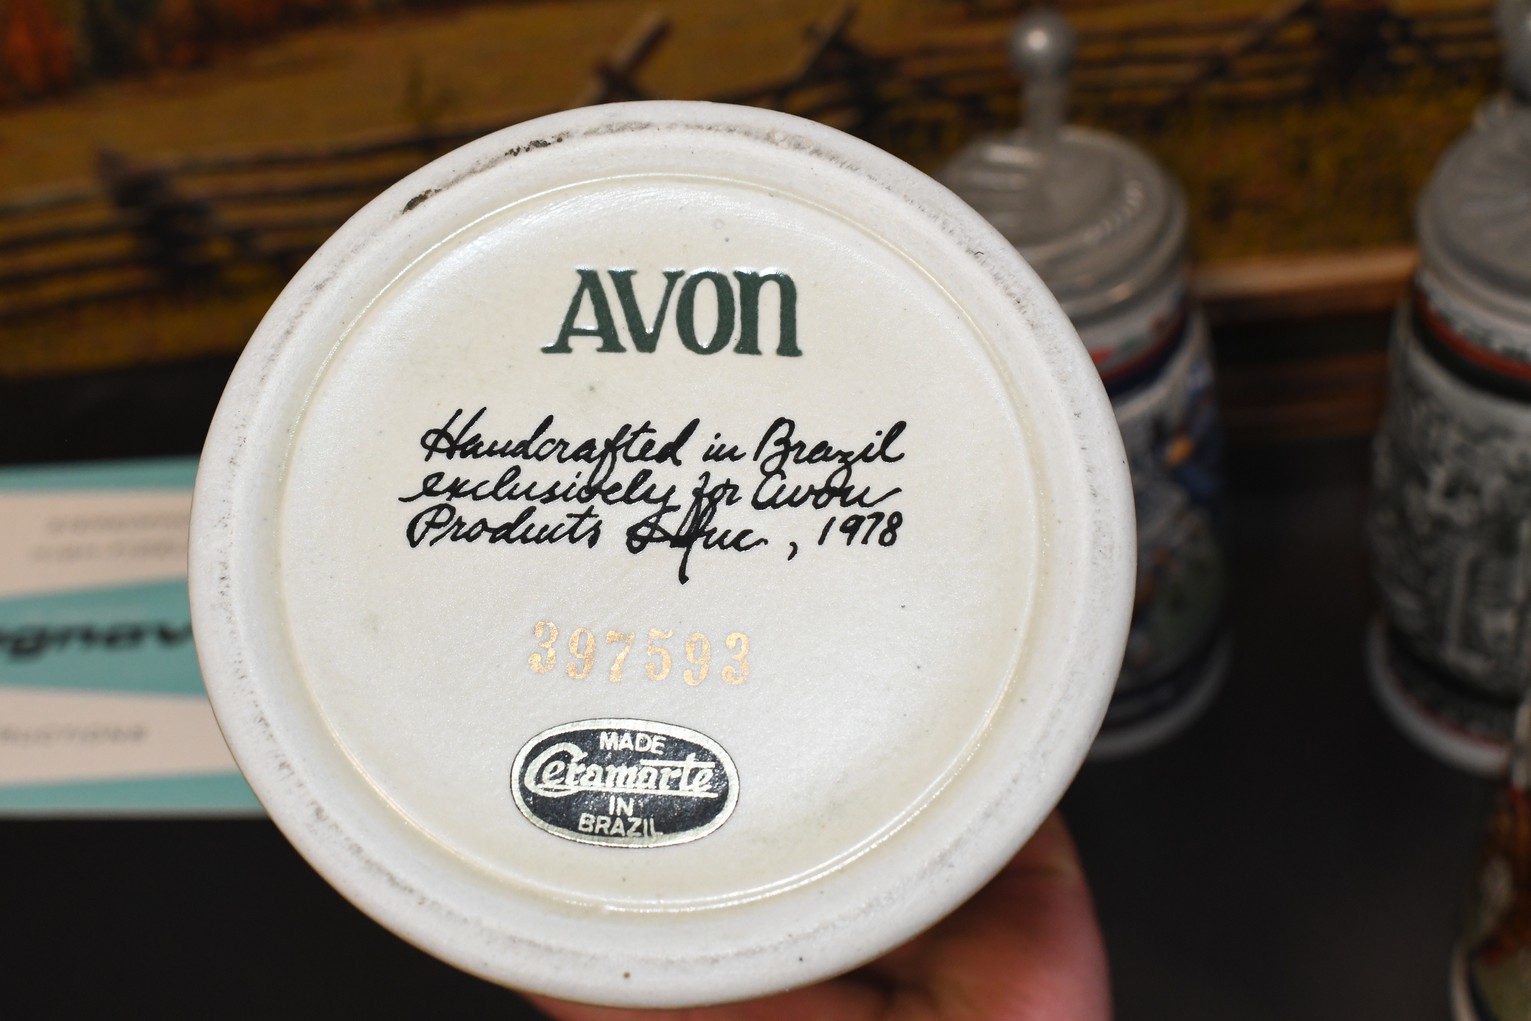 AVON
Handcrafted in Brazil
exclusively for Avon
Products Inc., 1978
397593
MADE
Ceramarte
IN
BRAZIL